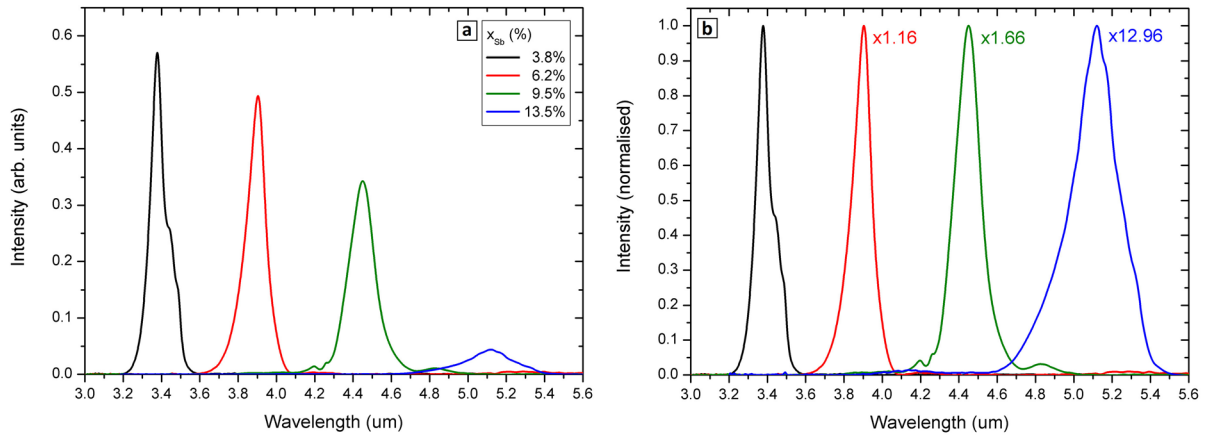 a
x_Sb (%)
3.8%
6.2%
9.5%
13.5%
Intensity (arb. units)
0.6
0.5
0.4
0.3
0.2
0.1
0.0
3.0 3.2 3.4 3.6 3.8 4.0 4.2 4.4 4.6 4.8 5.0 5.2 5.4 5.6
Wavelength (um)
b
x1.16 x1.66 x12.96
Intensity (normalised)
1.0
0.9
0.8
0.7
0.6
0.5
0.4
0.3
0.2
0.1
0.0
3.0 3.2 3.4 3.6 3.8 4.0 4.2 4.4 4.6 4.8 5.0 5.2 5.4 5.6
Wavelength (um)